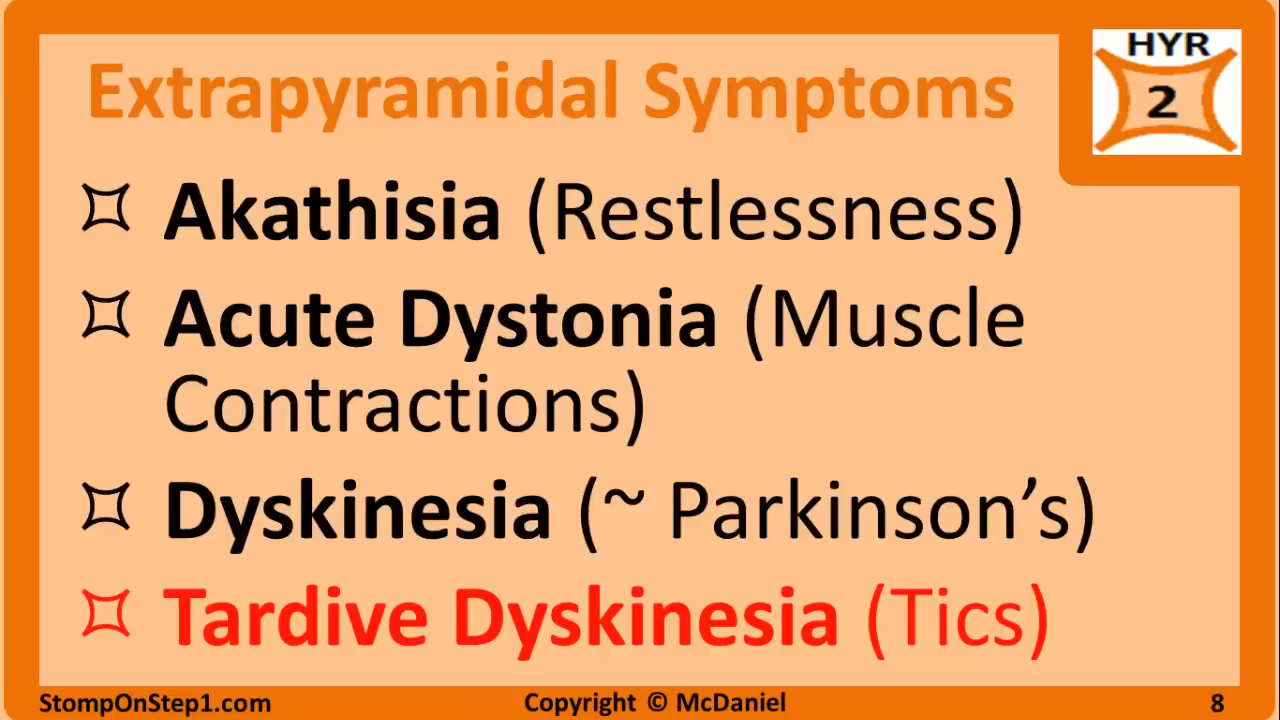 Extrapyramidal Symptoms
HYR
2
Akathisia (Restlessness)
Acute Dystonia (Muscle
Contractions)
Dyskinesia (~ Parkinson’s)
Tardive Dyskinesia (Tics)
StompOnStep1.com
Copyright © McDaniel
8